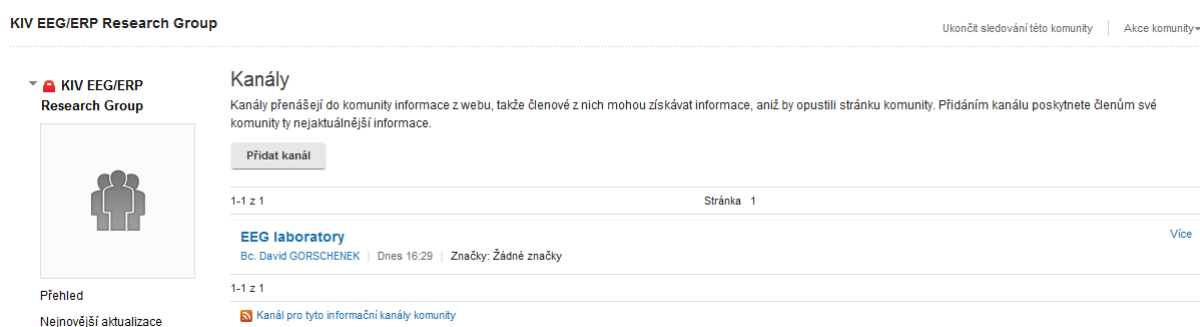 KIV EEG/ERP Research Group
Ukončit sledování této komunity
Akce komunity
KIV EEG/ERP
Research Group
Přehled
Nejnovější aktualizace
Kanály
Kanály přenášejí do komunity informace z webu, takže členové z nich mohou získávat informace, aniž by opustili stránku komunity. Přidáním kanálu poskytnete členům své
komunity ty nejaktuálnější informace.
Přidat kanál
1-1 z 1
Stránka 1
EEG laboratory
Více
Bc. David GORSCHENEK | Dnes 16:29 | Značky: Žádné značky
1-1 z 1
Kanál pro tyto informační kanály komunity